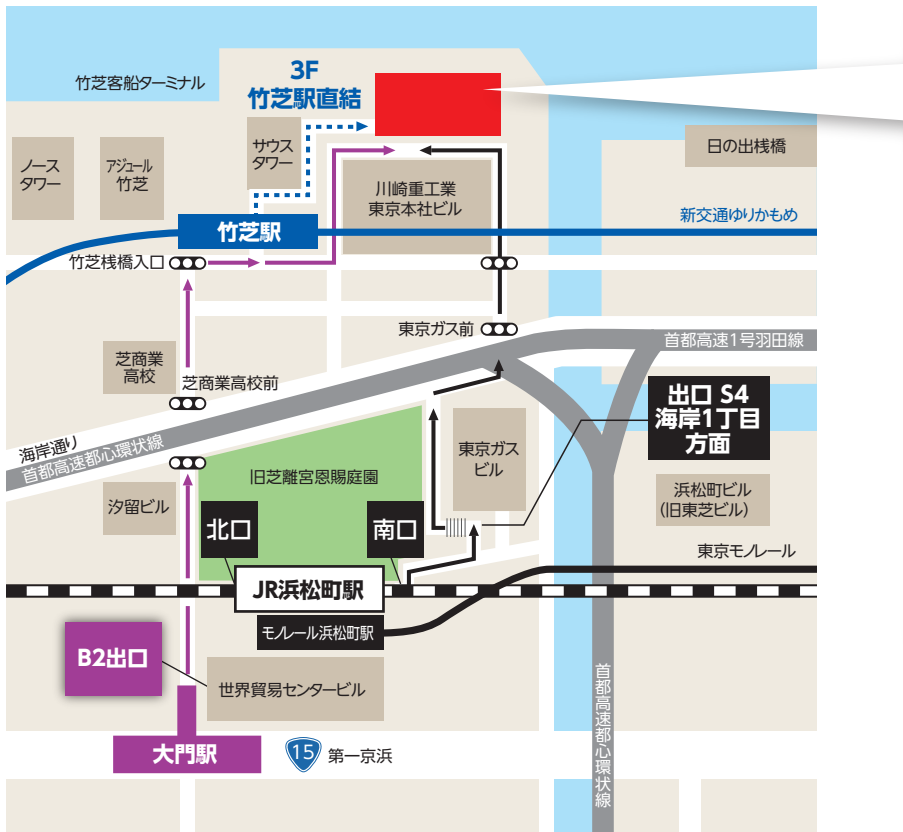 竹芝客船ターミナル
3F
竹芝駅直結
ノース
タワー
アジュール
竹芝
サウス
タワー
川崎重工業
東京本社ビル
日の出桟橋
竹芝駅
新交通ゆりかもめ
竹芝桟橋入口
東京ガス前
首都高速1号羽田線
芝商業
高校
芝商業高校前
出口 S4
海岸1丁目
方面
海岸通り
首都高速都心環状線
旧芝離宮恩賜庭園
東京ガス
ビル
汐留ビル
北口
南口
浜松町ビル
(旧東芝ビル)
東京モノレール
JR浜松町駅
モノレール浜松町駅
B2出口
世界貿易センタービル
首都高速都心環状線
大門駅
15
第一京浜